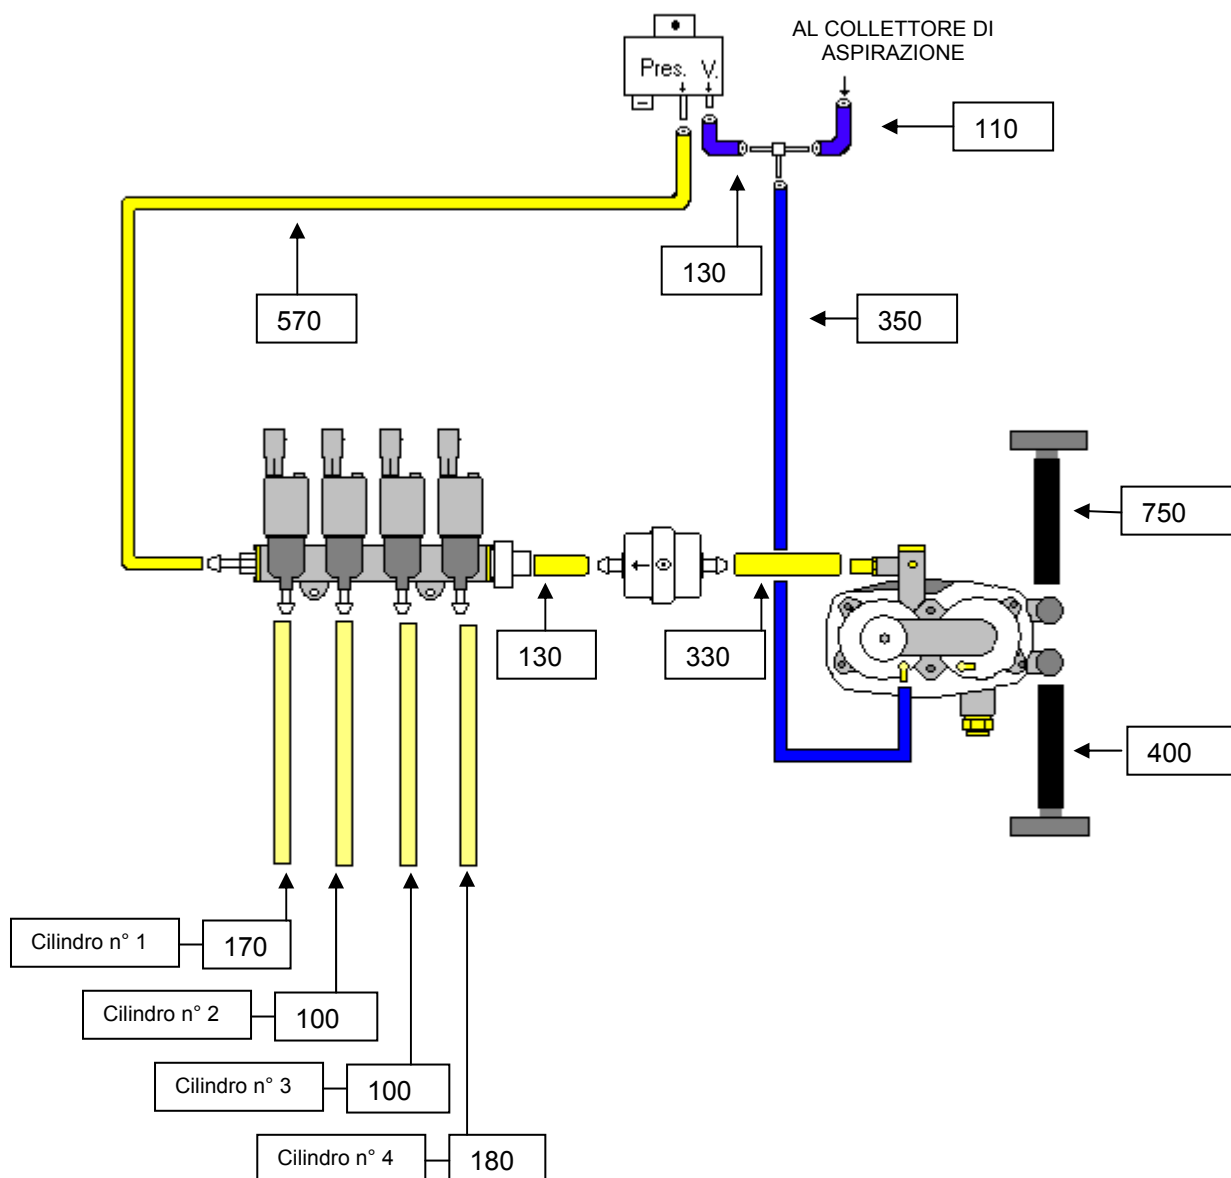 AL COLLETTORE DI
ASPIRAZIONE
Pres. V.
110
130
570
350
750
130
330
400
Cilindro n° 1
170
Cilindro n° 2
100
Cilindro n° 3
100
Cilindro n° 4
180